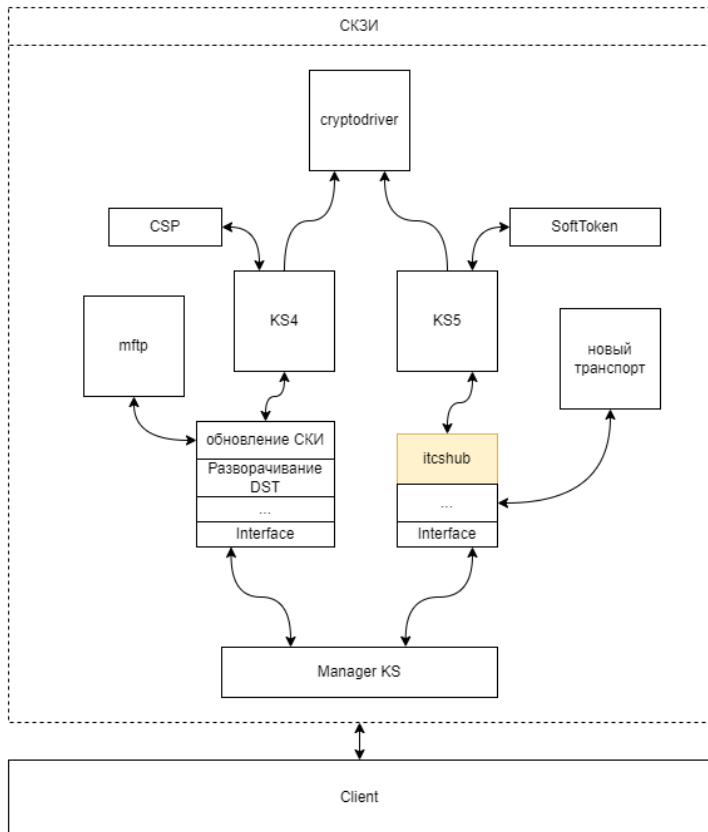 СКЗИ
cryptodriver
CSP
SoftToken
KS4
KS5
mftp
новый
транспорт
обновление СКИ
Разворачивание
DST
...
Interface
itcshub
...
Interface
Manager KS
Client